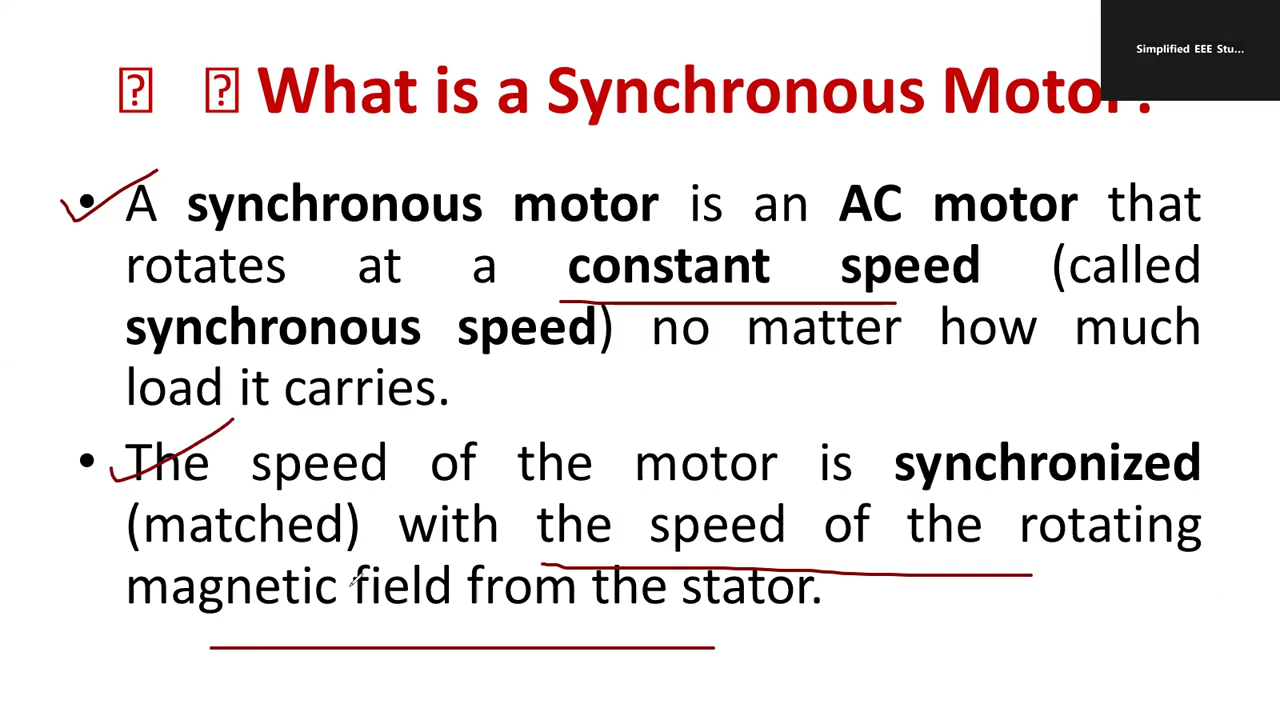 Simplified EEE Stu...
What is a Synchronous Motor?
• A synchronous motor is an AC motor that
rotates at a constant speed (called
synchronous speed) no matter how much
load it carries.
• The speed of the motor is synchronized
(matched) with the speed of the rotating
magnetic field from the stator.